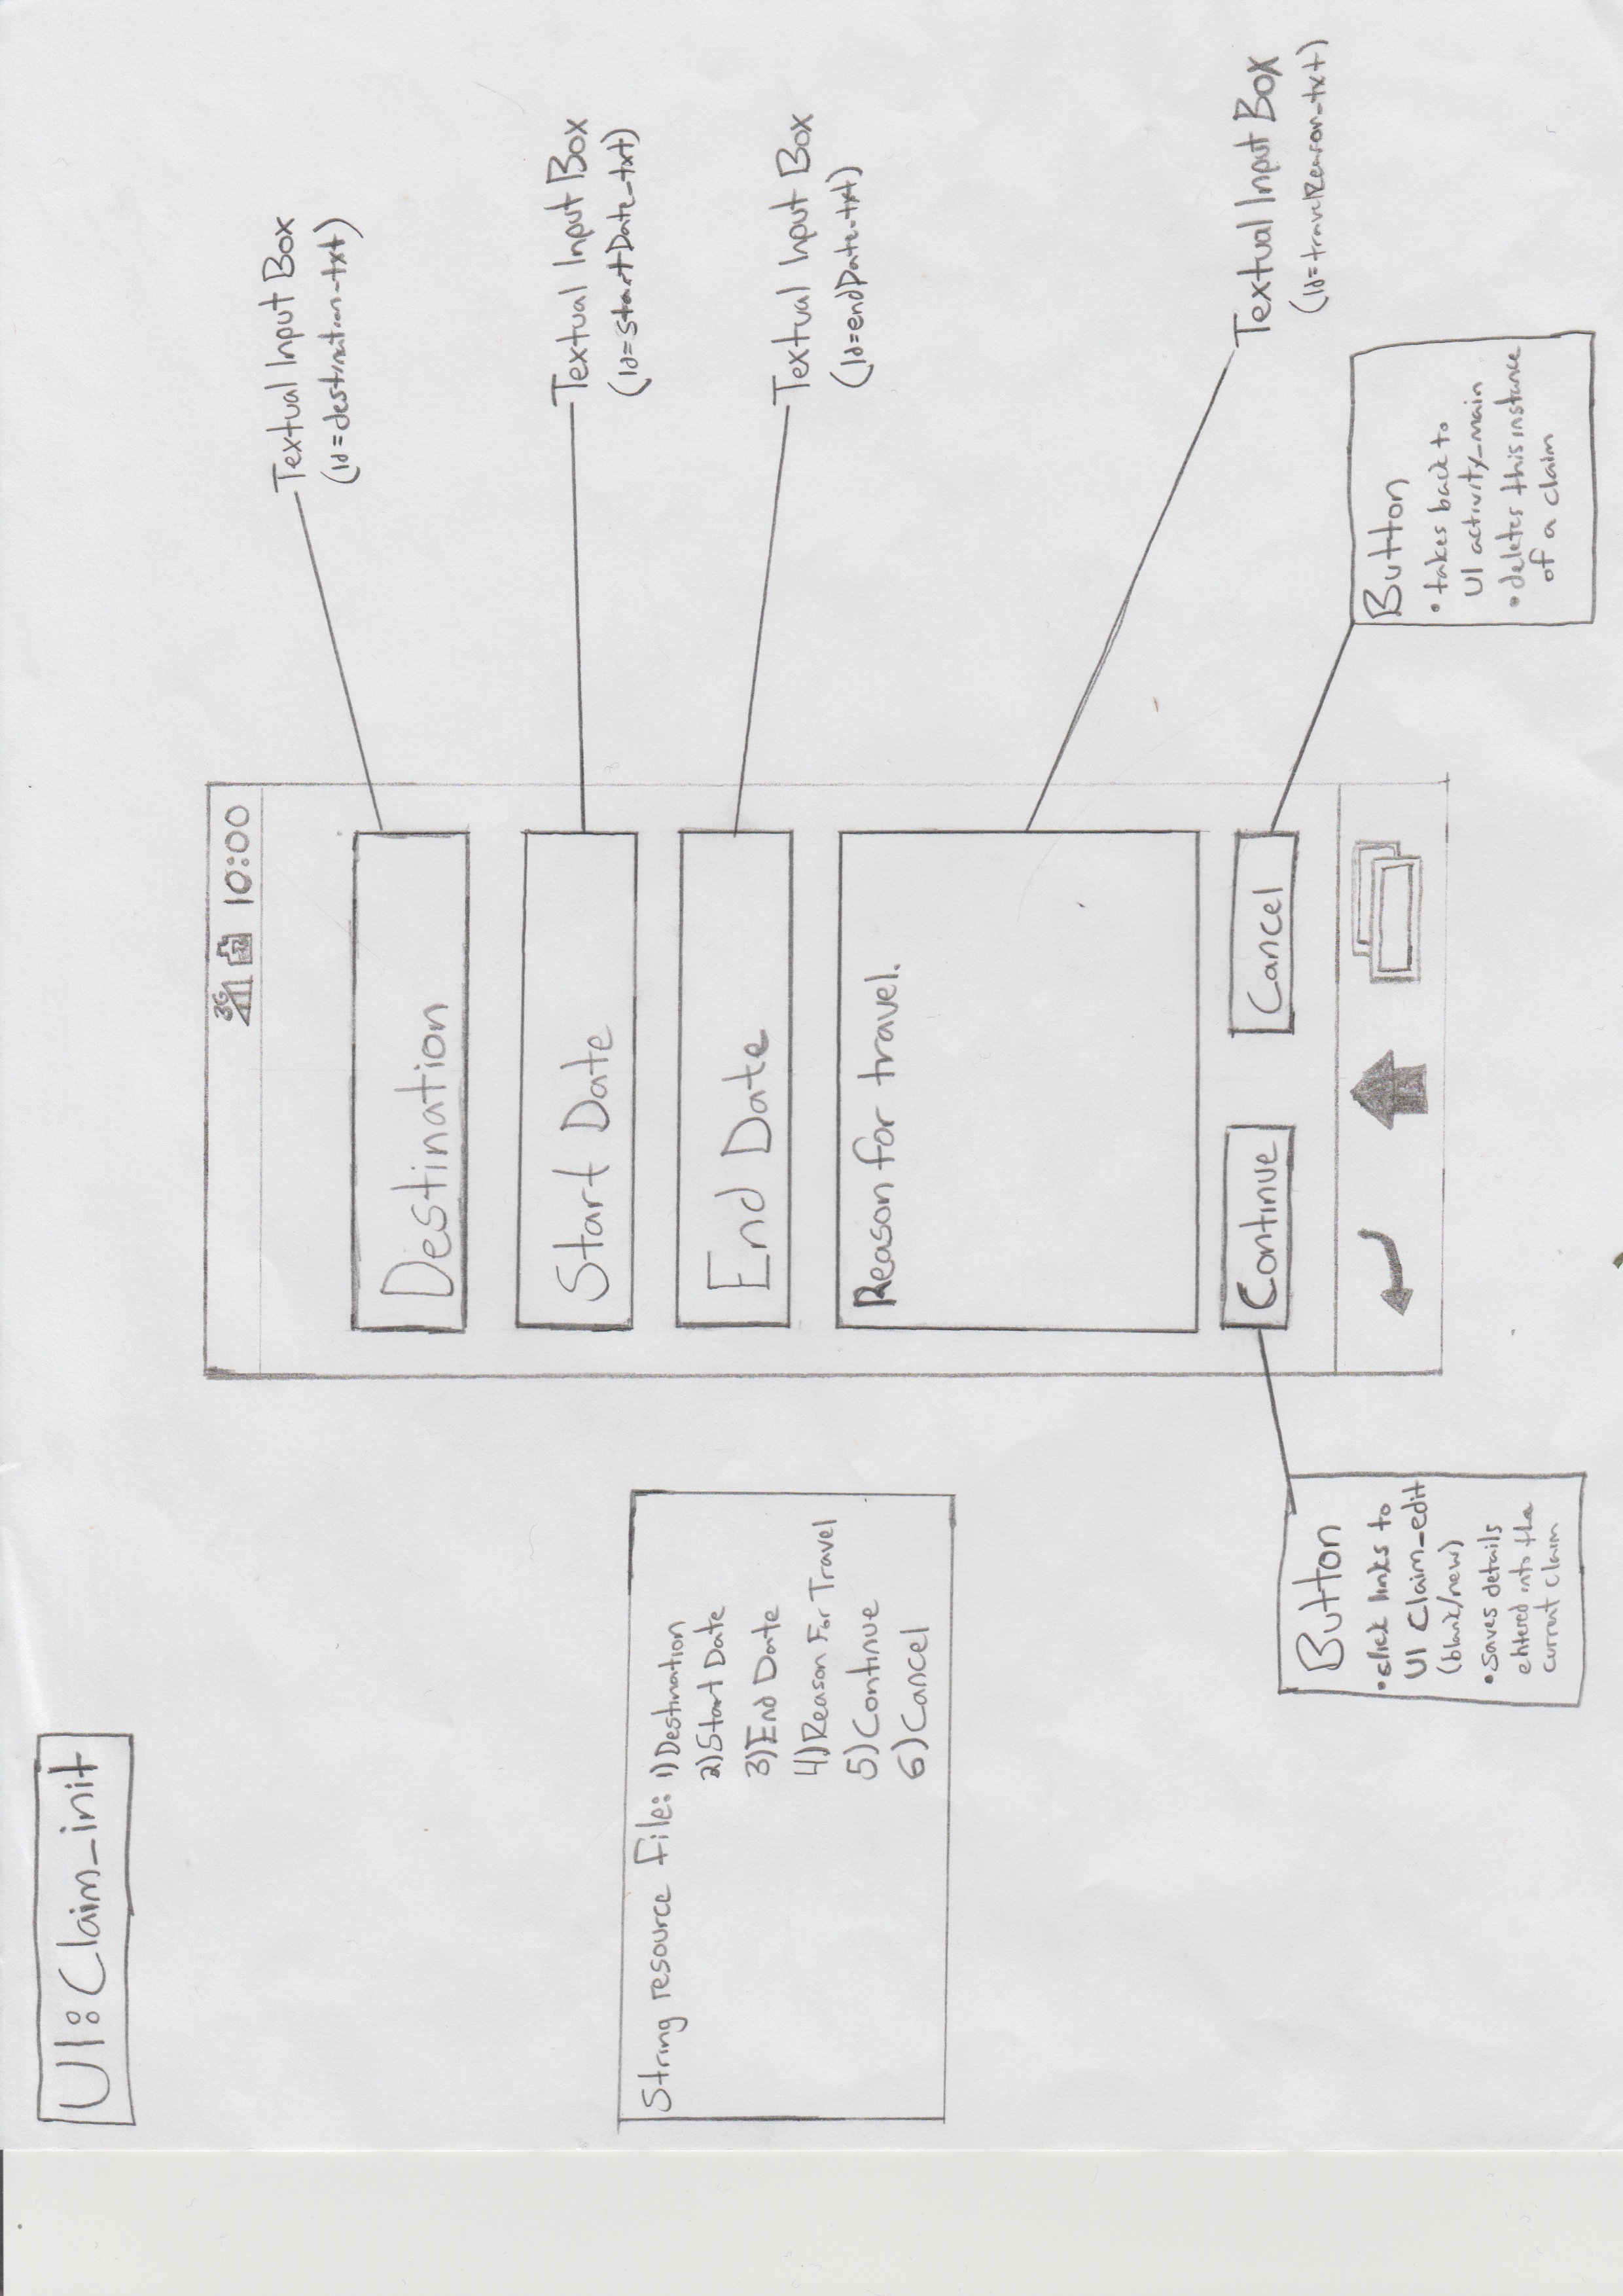 UI: Claim_init
3G 10:00
Destination
Start Date
End Date
Reason for travel.
Continue
Cancel
Textual Input Box
(id=destination_txt)
Textual Input Box
(id=startDate_txt)
Textual Input Box
(id=endDate_txt)
Textual Input Box
(id=travelReason_txt)
String resource file: 1) Destination
2) Start Date
3) End Date
4) Reason For Travel
5) Continue
6) Cancel
Button
• click links to
UI Claim_edit
(blank/new)
• saves details
entered into the
current claim
Button
• takes back to
UI activity_main
• deletes this instance
of a claim